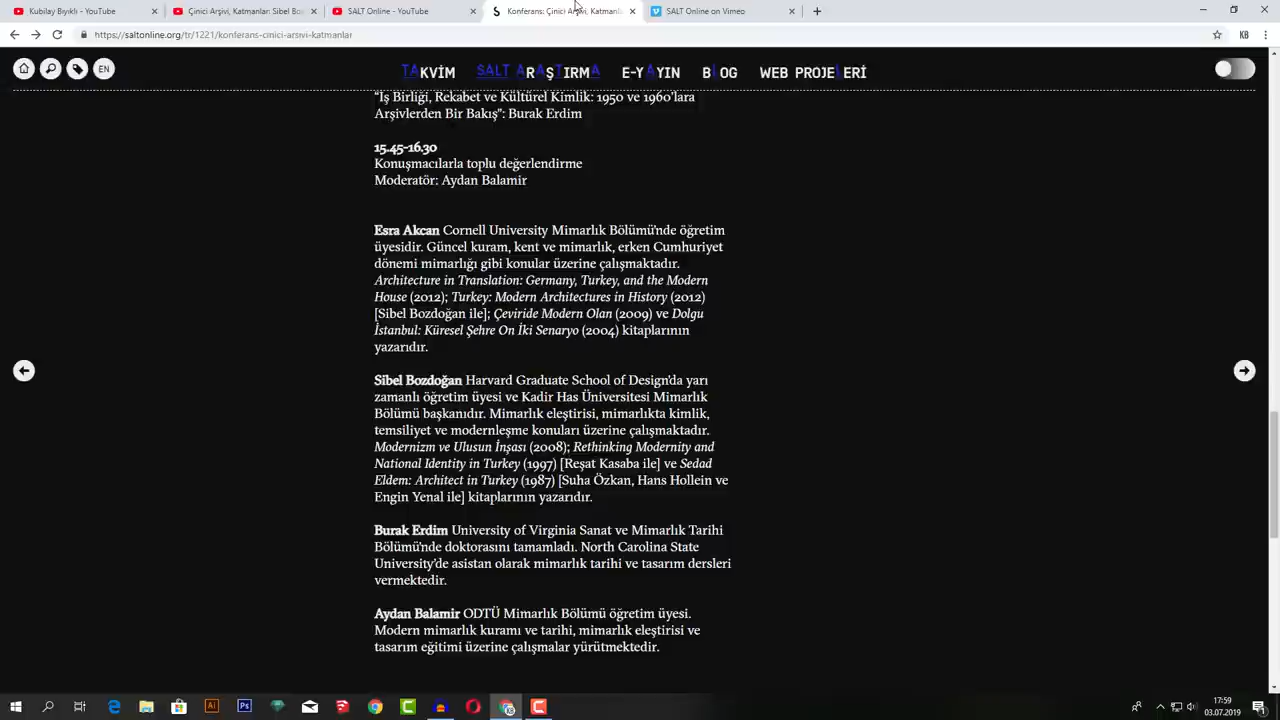 Kubilay Bıyıklı - YouTube
Çinici Arşivi, Katmanlar: Sibel Boz
SALT Online - YouTube
Konferans: Çinici Arşivi, Katmanla
SALT Online on Vimeo
https://saltonline.org/tr/1221/konferans-cinici-arsivi-katmanlar
KB
EN
TAKVİM
SALT ARAŞTIRMA
E-YAYIN
BLOG
WEB PROJELERİ
"İş Birliği, Rekabet ve Kültürel Kimlik: 1950 ve 1960'lara
Arşivlerden Bir Bakış": Burak Erdim
15.45-16.30
Konuşmacılarla toplu değerlendirme
Moderatör: Aydan Balamir
Esra Akcan Cornell University Mimarlık Bölümü'nde öğretim
üyesidir. Güncel kuram, kent ve mimarlık, erken Cumhuriyet
dönemi mimarlığı gibi konular üzerine çalışmaktadır.
Architecture in Translation: Germany, Turkey, and the Modern
House (2012); Turkey: Modern Architectures in History (2012)
[Sibel Bozdoğan ile]; Çeviride Modern Olan (2009) ve Dolgu
İstanbul: Küresel Şehre On İki Senaryo (2004) kitaplarının
yazarıdır.
Sibel Bozdoğan Harvard Graduate School of Design'da yarı
zamanlı öğretim üyesi ve Kadir Has Üniversitesi Mimarlık
Bölümü başkanıdır. Mimarlık eleştirisi, mimarlıkta kimlik,
temsiliyet ve modernleşme konuları üzerine çalışmaktadır.
Modernizm ve Ulusun İnşası (2008); Rethinking Modernity and
National Identity in Turkey (1997) [Reşat Kasaba ile] ve Sedad
Eldem: Architect in Turkey (1987) [Suha Özkan, Hans Hollein ve
Engin Yenal ile] kitaplarının yazarıdır.
Burak Erdim University of Virginia Sanat ve Mimarlık Tarihi
Bölümü'nde doktorasını tamamladı. North Carolina State
University'de asistan olarak mimarlık tarihi ve tasarım dersleri
vermektedir.
Aydan Balamir ODTÜ Mimarlık Bölümü öğretim üyesi.
Modern mimarlık kuramı ve tarihi, mimarlık eleştirisi ve
tasarım eğitimi üzerine çalışmalar yürütmektedir.
17:59
03.07.2019